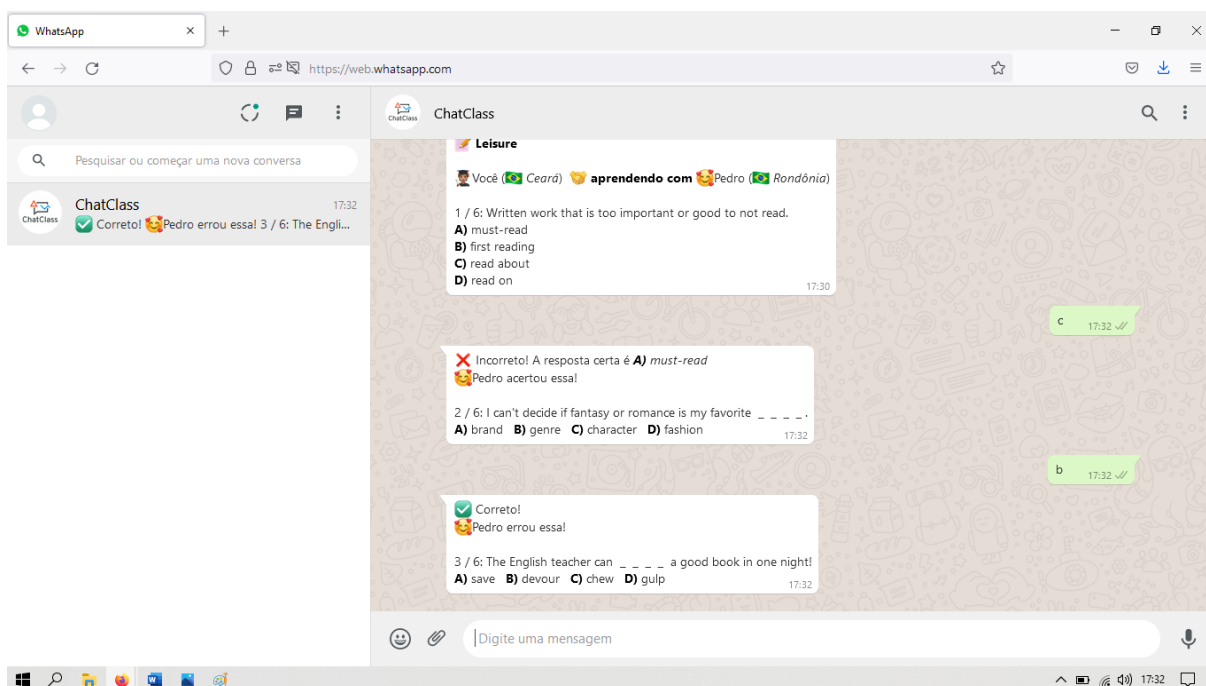 WhatsApp
https://web.whatsapp.com
ChatClass
ChatClass
Pesquisar ou começar uma nova conversa
ChatClass
ChatClass
17:32
Correto! Pedro errou essa! 3 / 6: The Engli...
Leisure
Você (Ceará) aprendendo com Pedro (Rondônia)
1 / 6: Written work that is too important or good to not read.
A) must-read
B) first reading
C) read about
D) read on
17:30
c
17:32
Incorreto! A resposta certa é A) must-read
Pedro acertou essa!
2 / 6: I can't decide if fantasy or romance is my favorite _ _ _ _.
A) brand B) genre C) character D) fashion
17:32
b
17:32
Correto!
Pedro errou essa!
3 / 6: The English teacher can _ _ _ _ a good book in one night!
A) save B) devour C) chew D) gulp
17:32
Digite uma mensagem
17:32